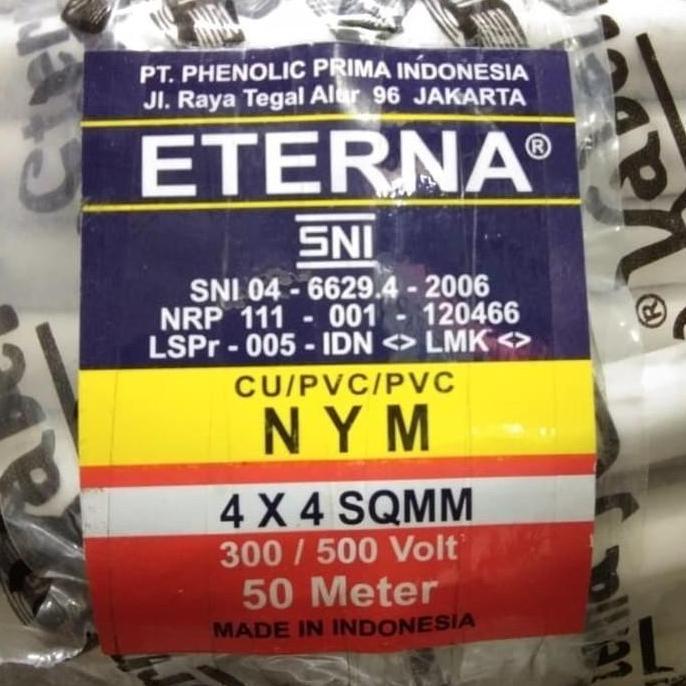 PT. PHENOLIC PRIMA INDONESIA
Jl. Raya Tegal Alur 96 JAKARTA
ETERNA®
SNI
SNI 04 - 6629.4 - 2006
NRP 111 - 001 - 120466
LSPr - 005 - IDN <> LMK <>
CU/PVC/PVC
NYM
4 X 4 SQMM
300 / 500 Volt
50 Meter
MADE IN INDONESIA